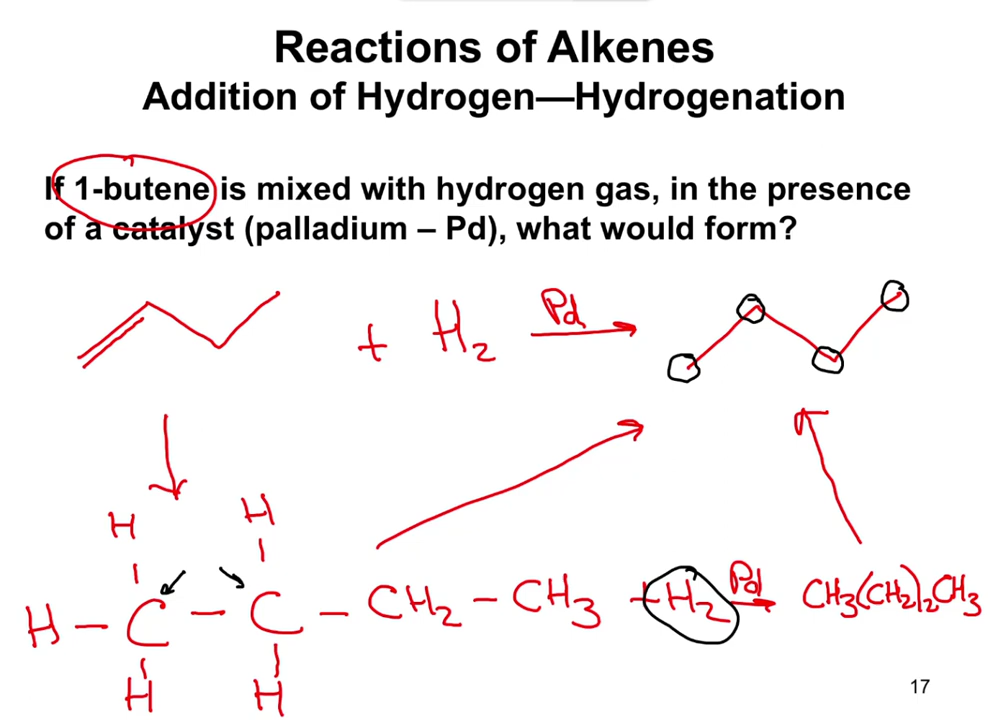 Reactions of Alkenes
Addition of Hydrogen—Hydrogenation
If 1-butene is mixed with hydrogen gas, in the presence
of a catalyst (palladium – Pd), what would form?
+ H₂ Pd
H H
H – C – C – CH₂ – CH₃ + H₂ Pd CH₃(CH₂)₂CH₃
H H
17